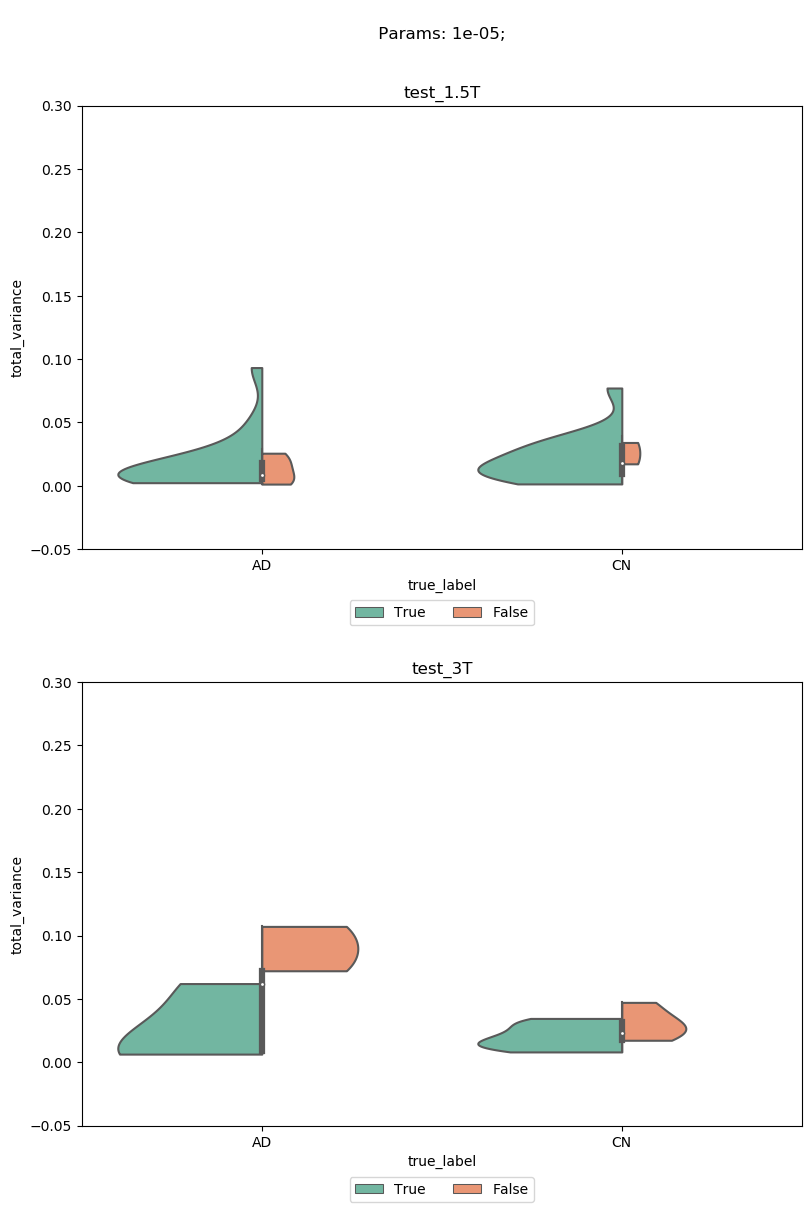 Params: 1e-05;
test_1.5T
0.30
0.25
0.20
0.15
0.10
0.05
0.00
−0.05
total_variance
AD CN
true_label
True False
test_3T
0.30
0.25
0.20
0.15
0.10
0.05
0.00
−0.05
total_variance
AD CN
true_label
True False